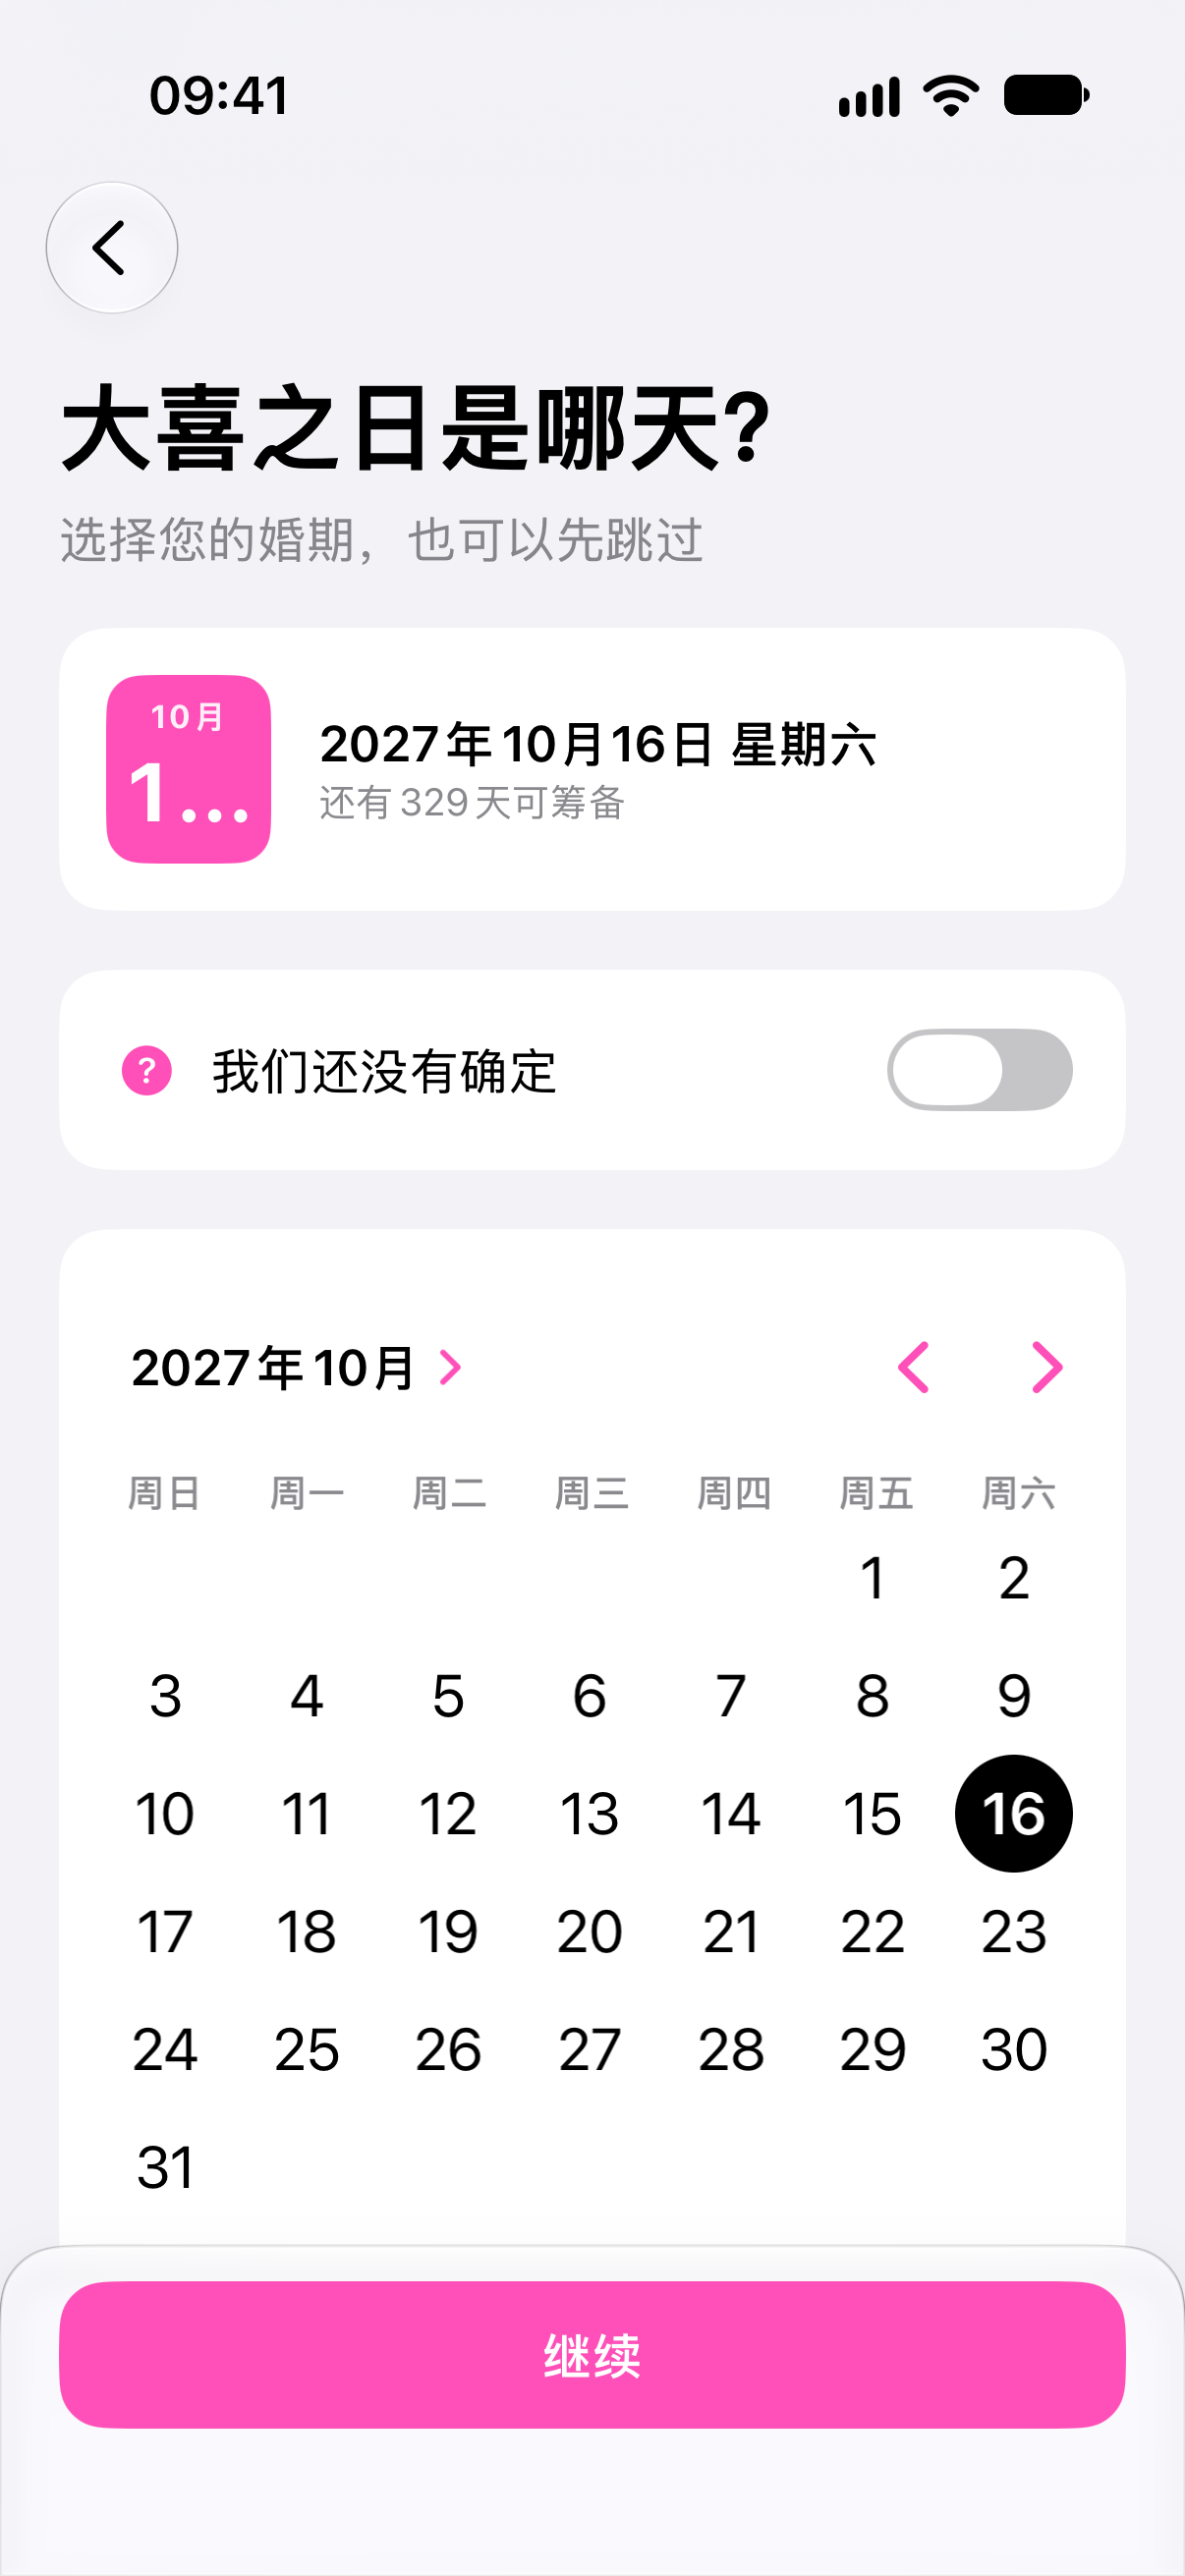 09:41
大喜之日是哪天?
选择您的婚期，也可以先跳过
10月
1...
2027年10月16日 星期六
还有 329 天可筹备
?
我们还没有确定
2027年 10月
周日 周一 周二 周三 周四 周五 周六
1 2
3 4 5 6 7 8 9
10 11 12 13 14 15 16
17 18 19 20 21 22 23
24 25 26 27 28 29 30
31
继续